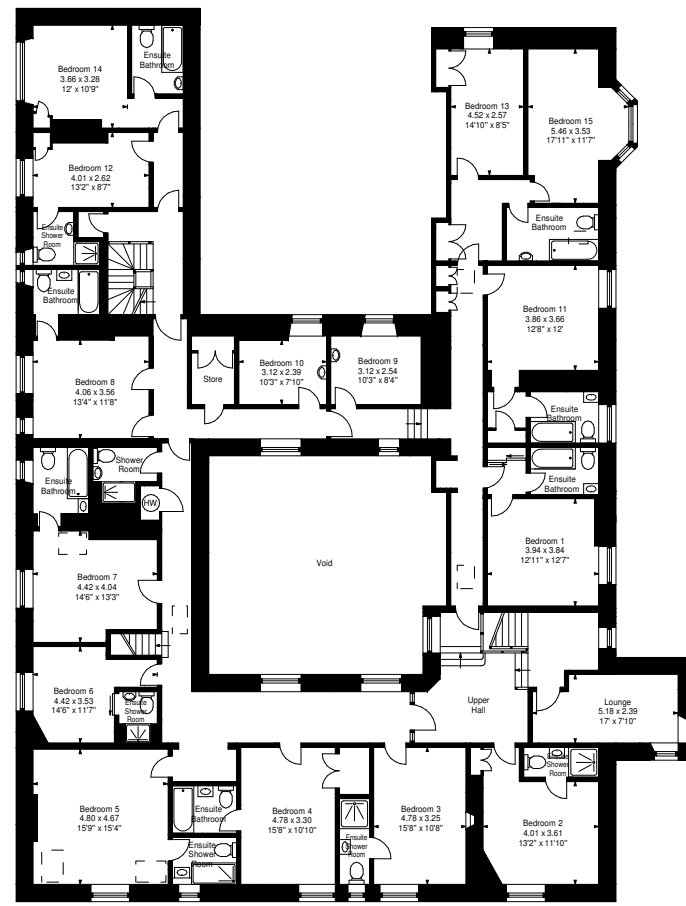 Bedroom 14
3.66 x 3.28
12' x 10'9"
Ensuite
Bathroom
Bedroom 13
4.52 x 2.57
14'10" x 8'5"
Bedroom 15
5.46 x 3.53
17'11" x 11'7"
Bedroom 12
4.01 x 2.62
13'2" x 8'7"
Ensuite
Shower
Room
Ensuite
Bathroom
Ensuite
Bathroom
Bedroom 11
3.86 x 3.66
12'8" x 12'
Bedroom 8
4.06 x 3.56
13'4" x 11'8"
Store
Bedroom 10
3.12 x 2.39
10'3" x 7'10"
Bedroom 9
3.12 x 2.54
10'3" x 8'4"
Ensuite
Bathroom
Ensuite
Bathroom
Shower
Room
HW
Ensuite
Bathroom
Bedroom 7
4.42 x 4.04
14'6" x 13'3"
Void
Bedroom 1
3.94 x 3.84
12'11" x 12'7"
Bedroom 6
4.42 x 3.53
14'6" x 11'7"
Ensuite
Shower
Room
Upper
Hall
Lounge
5.18 x 2.39
17' x 7'10"
Bedroom 5
4.80 x 4.67
15'9" x 15'4"
Ensuite
Bathroom
Ensuite
Shower
Room
Bedroom 4
4.78 x 3.30
15'8" x 10'10"
Ensuite
Shower
Room
Bedroom 3
4.78 x 3.25
15'8" x 10'8"
Ensuite
Shower
Room
Bedroom 2
4.01 x 3.61
13'2" x 11'10"